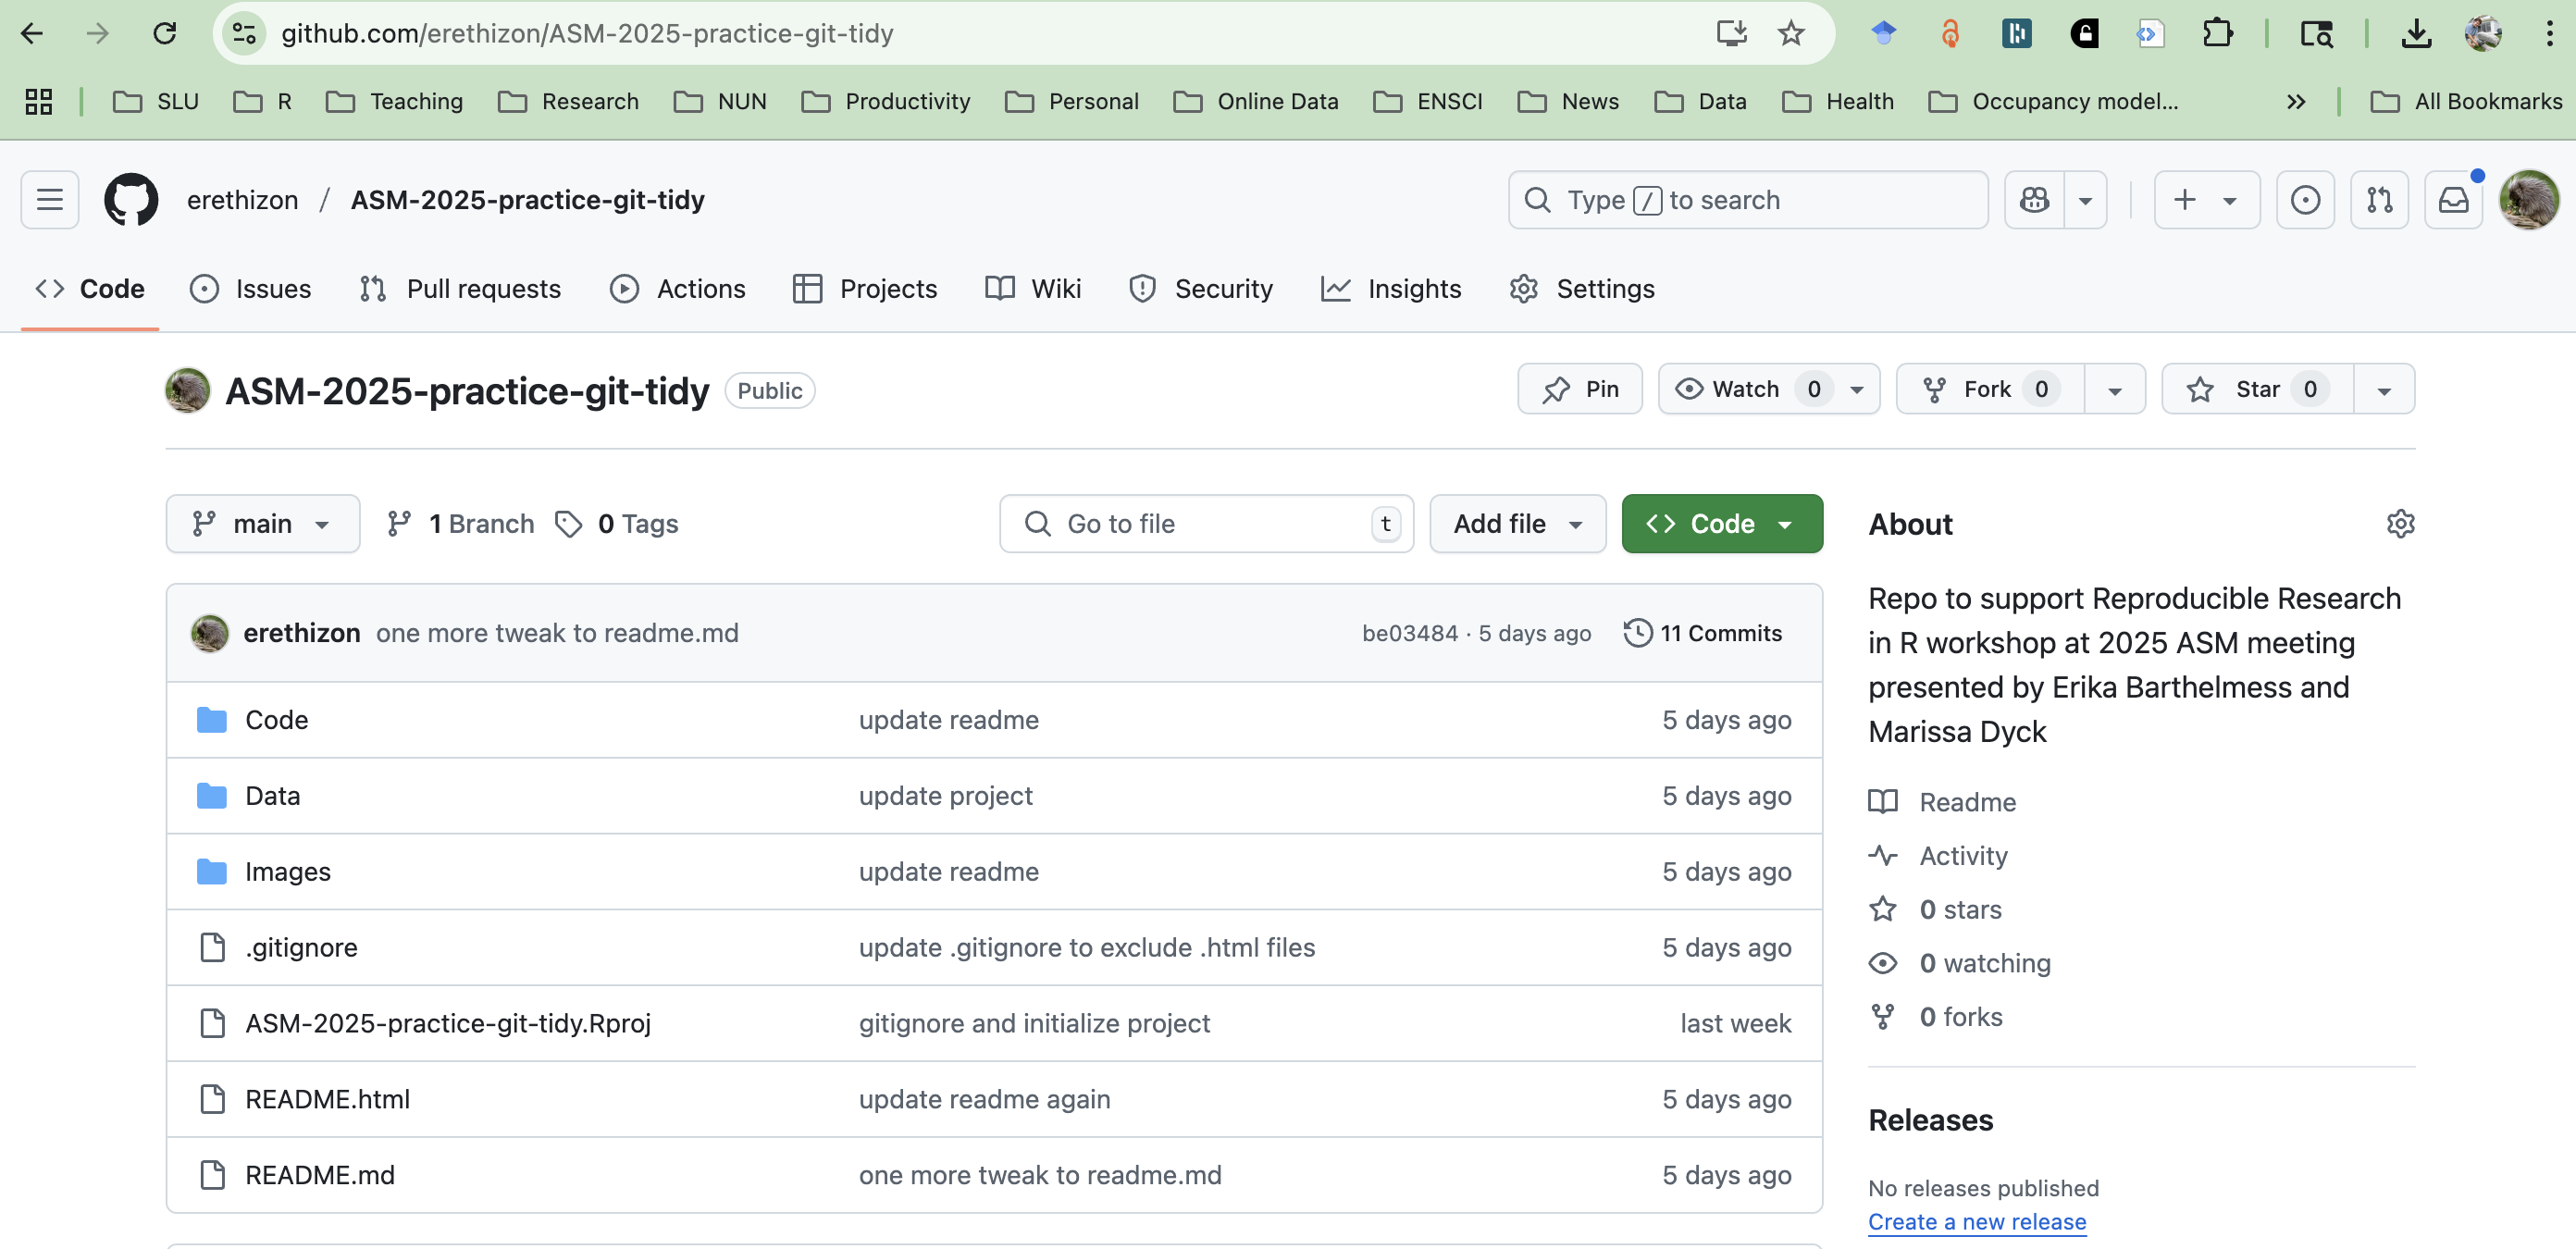 github.com/erethizon/ASM-2025-practice-git-tidy
SLU R Teaching Research NUN Productivity Personal Online Data ENSCI News Data Health Occupancy model... » All Bookmarks
erethizon / ASM-2025-practice-git-tidy Type / to search
Code Issues Pull requests Actions Projects Wiki Security Insights Settings
ASM-2025-practice-git-tidy Public Pin Watch 0 Fork 0 Star 0
main 1 Branch 0 Tags Go to file t Add file Code
erethizon one more tweak to readme.md be03484 · 5 days ago 11 Commits
Code update readme 5 days ago
Data update project 5 days ago
Images update readme 5 days ago
.gitignore update .gitignore to exclude .html files 5 days ago
ASM-2025-practice-git-tidy.Rproj gitignore and initialize project last week
README.html update readme again 5 days ago
README.md one more tweak to readme.md 5 days ago
About
Repo to support Reproducible Research
in R workshop at 2025 ASM meeting
presented by Erika Barthelmess and
Marissa Dyck
Readme
Activity
0 stars
0 watching
0 forks
Releases
No releases published
Create a new release